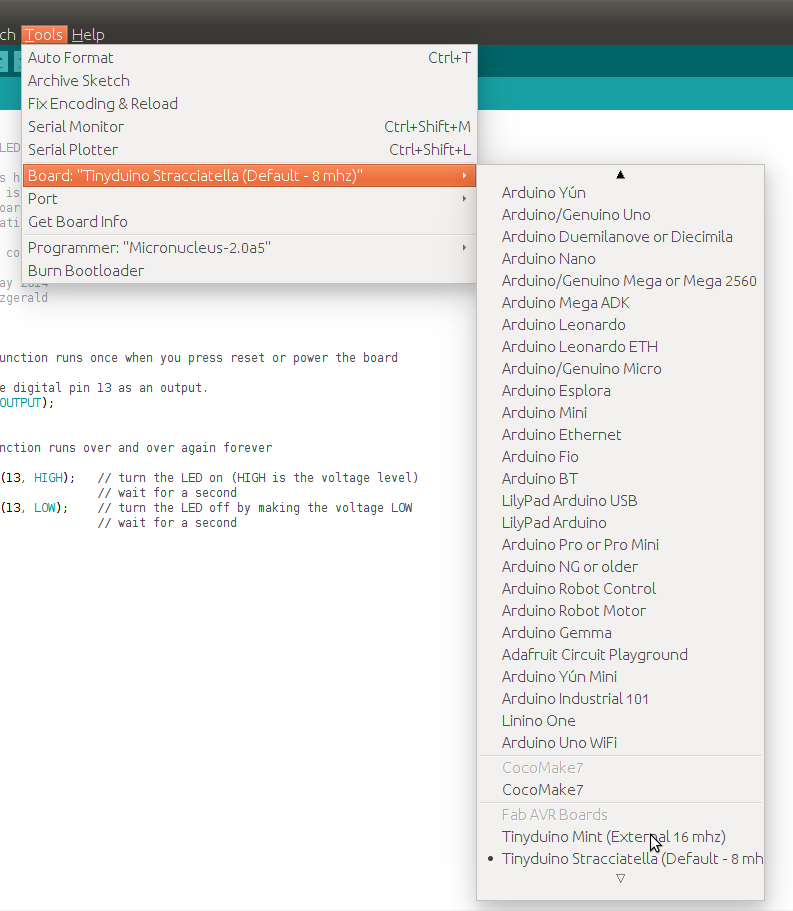 ch Tools Help
Auto Format Ctrl+T
Archive Sketch
Fix Encoding & Reload
Serial Monitor Ctrl+Shift+M
Serial Plotter Ctrl+Shift+L
Board: "Tinyduino Stracciatella (Default - 8 mhz)"
Port
Get Board Info
Programmer: "Micronucleus-2.0a5"
Burn Bootloader
Arduino Yún
Arduino/Genuino Uno
Arduino Duemilanove or Diecimila
Arduino Nano
Arduino/Genuino Mega or Mega 2560
Arduino Mega ADK
Arduino Leonardo
Arduino Leonardo ETH
Arduino/Genuino Micro
Arduino Esplora
Arduino Mini
Arduino Ethernet
Arduino Fio
Arduino BT
LilyPad Arduino USB
LilyPad Arduino
Arduino Pro or Pro Mini
Arduino NG or older
Arduino Robot Control
Arduino Robot Motor
Arduino Gemma
Adafruit Circuit Playground
Arduino Yún Mini
Arduino Industrial 101
Linino One
Arduino Uno WiFi
CocoMake7
CocoMake7
Fab AVR Boards
Tinyduino Mint (External 16 mhz)
• Tinyduino Stracciatella (Default - 8 mh
LED
s h
is
oar
ati
co
ay 2014
zgerald
unction runs once when you press reset or power the board
e digital pin 13 as an output.
OUTPUT);
nction runs over and over again forever
(13, HIGH); // turn the LED on (HIGH is the voltage level)
// wait for a second
(13, LOW); // turn the LED off by making the voltage LOW
// wait for a second